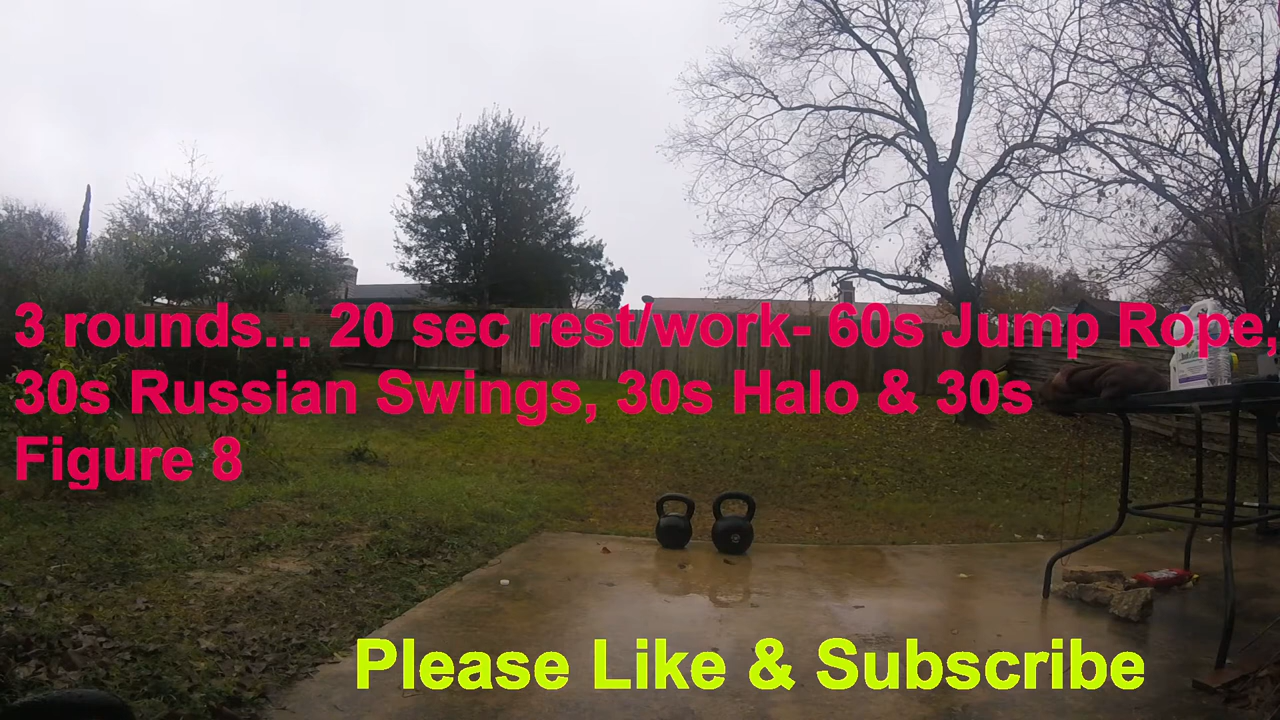 3 rounds... 20 sec rest/work- 60s Jump Rope,
30s Russian Swings, 30s Halo & 30s
Figure 8
Please Like & Subscribe